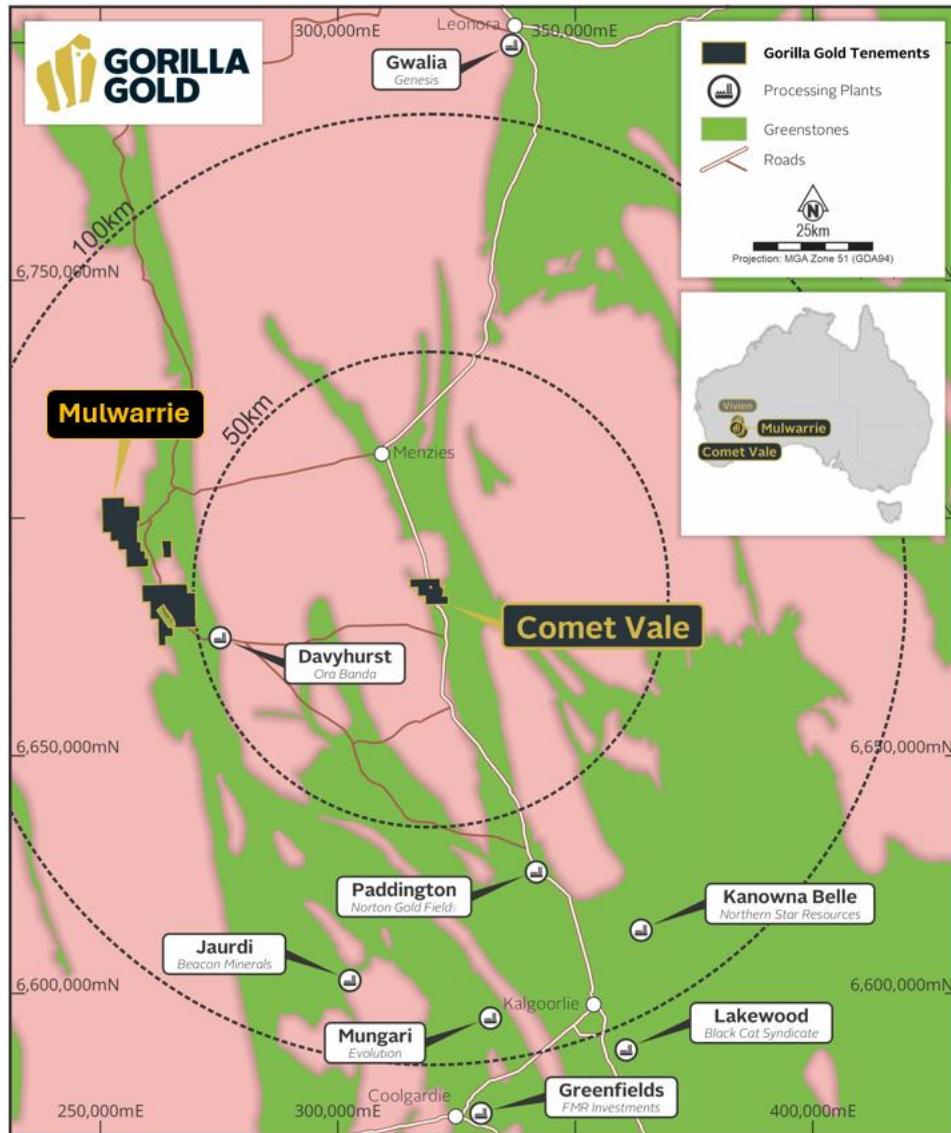 GORILLA
GOLD
300,000mE
Leonora
350,000mE
Gwalia
Genesis
Gorilla Gold Tenements
Processing Plants
Greenstones
Roads
N
25km
Projection: MGA Zone 51 (GDA94)
100km
6,750,000mN
Mulwarrie
50km
Menzies
Vivien
Mulwarrie
Comet Vale
Comet Vale
Davyhurst
Ora Banda
6,650,000mN
6,650,000mN
Paddington
Norton Gold Fields
Kanowna Belle
Northern Star Resources
Jaurdi
Beacon Minerals
6,600,000mN
Kalgoorlie
6,600,000mN
Mungari
Evolution
Lakewood
Black Cat Syndicate
Coolgardie
Greenfields
FMR Investments
250,000mE
300,000mE
400,000mE